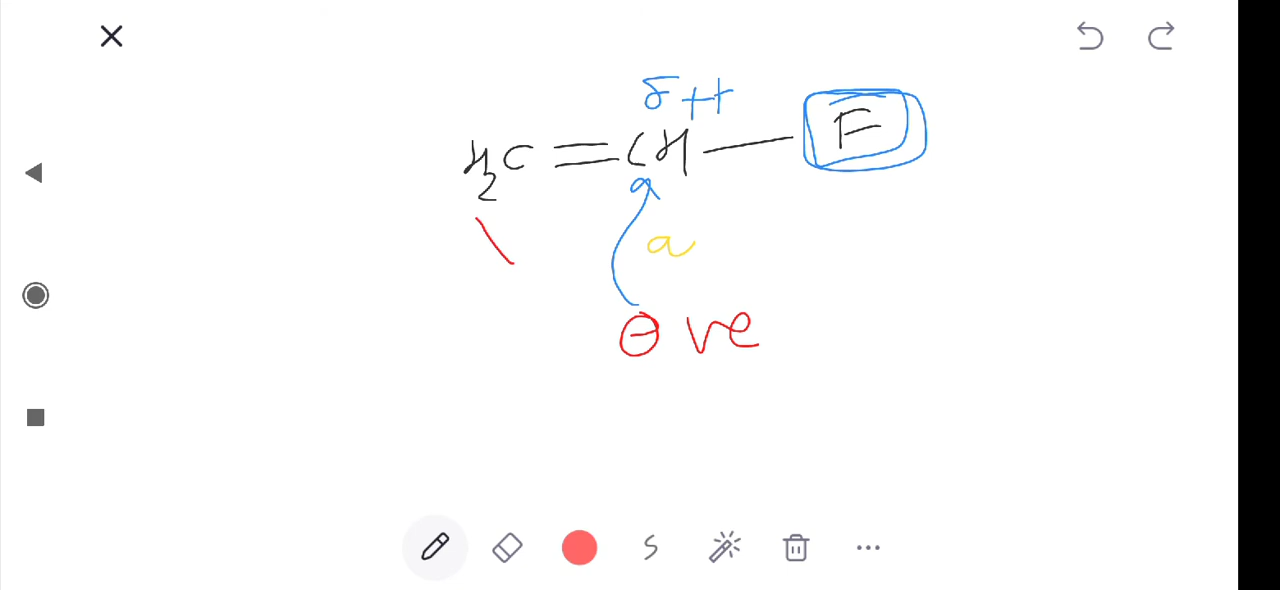 δ++
H₂C=CH—F
a
⊖ ve